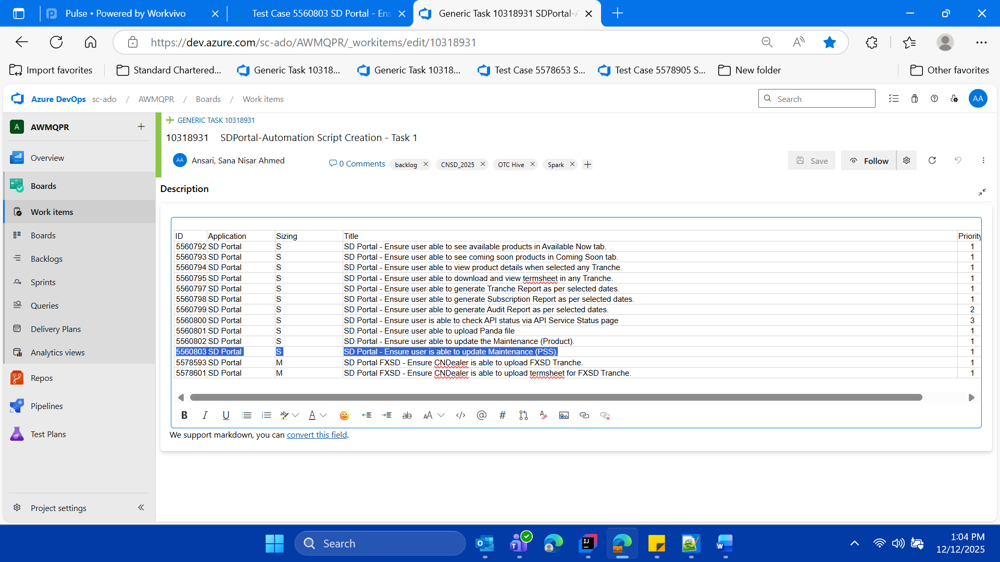 Pulse • Powered by Workvivo
Test Case 5560803 SD Portal - Ens
Generic Task 10318931 SDPortal-A
https://dev.azure.com/sc-ado/AWMQPR/_workitems/edit/10318931
Import favorites
Standard Chartered...
Generic Task 10318...
Generic Task 10318...
Test Case 5578653 S...
Test Case 5578905 S...
New folder
Other favorites
Azure DevOps sc-ado / AWMQPR / Boards / Work items
Search
AA
A AWMQPR
Overview
Boards
Work items
Boards
Backlogs
Sprints
Queries
Delivery Plans
Analytics views
Repos
Pipelines
Test Plans
Project settings
GENERIC TASK 10318931
10318931 SDPortal-Automation Script Creation - Task 1
AA Ansari, Sana Nisar Ahmed
0 Comments
backlog
CNSD_2025
OTC Hive
Spark
Save
Follow
Description
ID Application Sizing Title Priority
5560792 SD Portal S SD Portal - Ensure user able to see available products in Available Now tab. 1
5560793 SD Portal S SD Portal - Ensure user able to see coming soon products in Coming Soon tab. 1
5560794 SD Portal S SD Portal - Ensure user able to view product details when selected any Tranche. 1
5560795 SD Portal S SD Portal - Ensure user able to download and view termsheet in any Tranche. 1
5560797 SD Portal S SD Portal - Ensure user able to generate Tranche Report as per selected dates. 1
5560798 SD Portal S SD Portal - Ensure user able to generate Subscription Report as per selected dates. 1
5560799 SD Portal S SD Portal - Ensure user able to generate Audit Report as per selected dates. 2
5560800 SD Portal S SD Portal - Ensure user is able to check API status via API Service Status page 3
5560801 SD Portal S SD Portal - Ensure user able to upload Panda file 1
5560802 SD Portal S SD Portal - Ensure user able to update the Maintenance (Product). 1
5560803 SD Portal S SD Portal - Ensure user is able to update Maintenance (PSS). 1
5578593 SD Portal M SD Portal FXSD - Ensure CNDealer is able to upload FXSD Tranche. 1
5578601 SD Portal M SD Portal FXSD - Ensure CNDealer is able to upload termsheet for FXSD Tranche. 1
We support markdown, you can convert this field.
Search
1:04 PM
12/12/2025